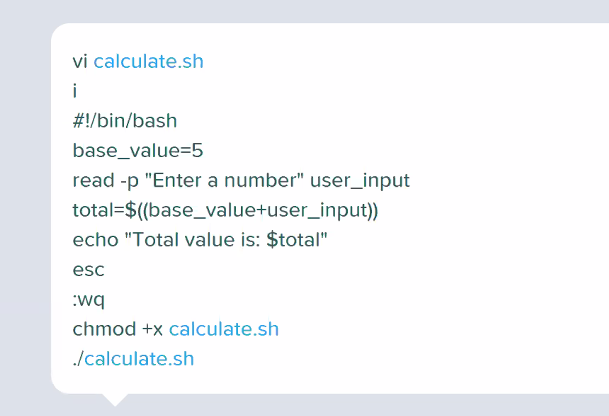 vi calculate.sh
i
#!/bin/bash
base_value=5
read -p "Enter a number" user_input
total=$((base_value+user_input))
echo "Total value is: $total"
esc
:wq
chmod +x calculate.sh
./calculate.sh